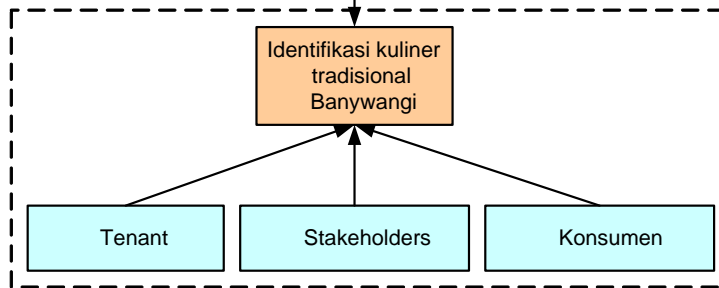 Identifikasi kuliner
tradisional
Banywangi
Tenant
Stakeholders
Konsumen